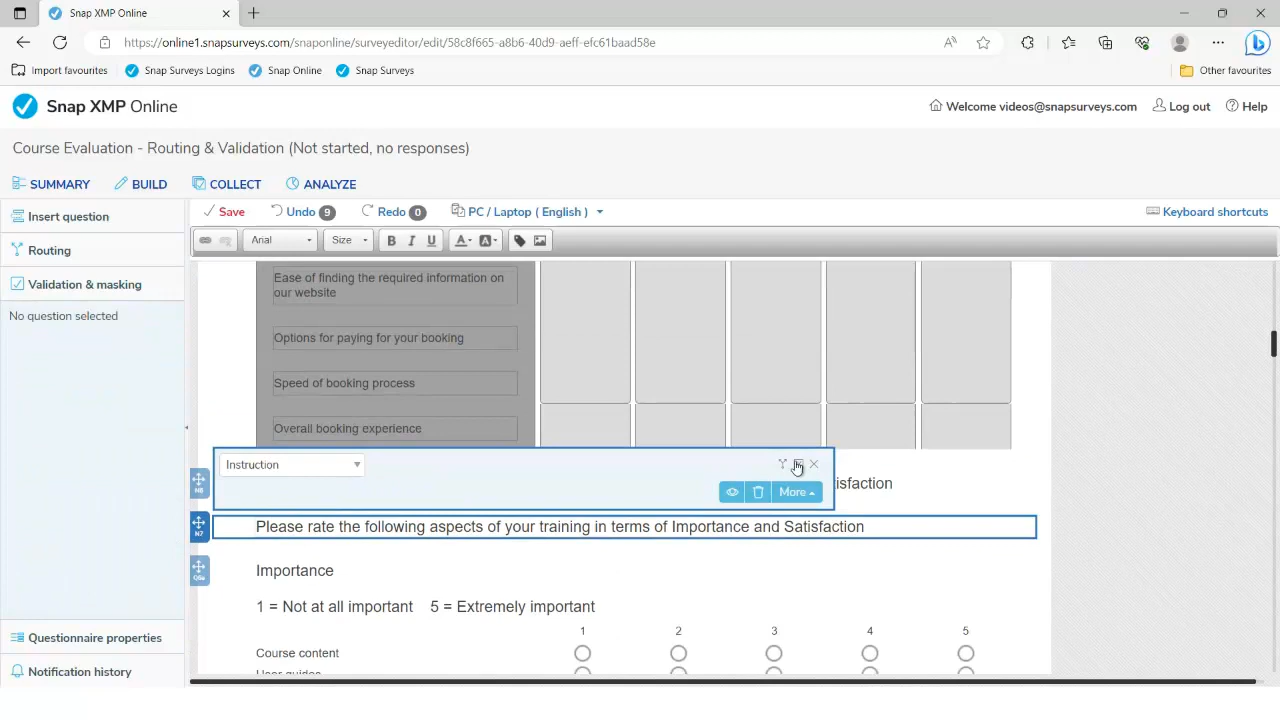 Snap XMP Online
https://online1.snapsurveys.com/snaponline/surveyeditor/edit/58c8f665-a8b6-40d9-aeff-efc61baad58e
Import favourites Snap Surveys Logins Snap Online Snap Surveys Other favourites
Snap XMP Online Welcome videos@snapsurveys.com Log out Help
Course Evaluation - Routing & Validation (Not started, no responses)
SUMMARY BUILD COLLECT ANALYZE
Insert question Save Undo 9 Redo 0 PC / Laptop ( English ) Keyboard shortcuts
Arial Size B I U A A
Routing
Validation & masking
No question selected
Ease of finding the required information on
our website
Options for paying for your booking
Speed of booking process
Overall booking experience
Instruction
isfaction
More
N7
Please rate the following aspects of your training in terms of Importance and Satisfaction
Q6a
Importance
1 = Not at all important 5 = Extremely important
1 2 3 4 5
Course content
User guides
Questionnaire properties
Notification history